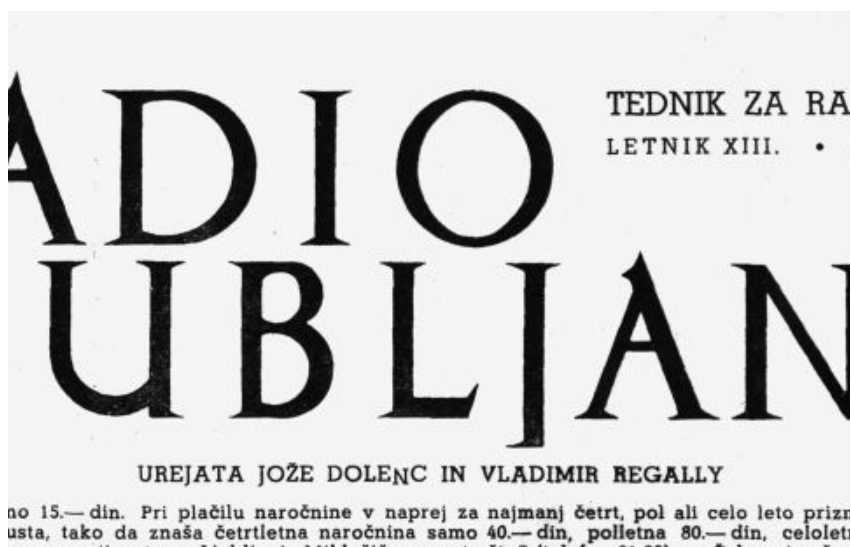 ADIO
TEDNIK ZA RA
LETNIK XIII. •
UBLJAN
UREJATA JOŽE DOLENC IN VLADIMIR REGALLY
no 15.— din. Pri plačilu naročnine v naprej za najmanj četrt, pol ali celo leto prizn
usta, tako da znaša četrtletna naročnina samo 40.— din, polletna 80.— din, celoletn